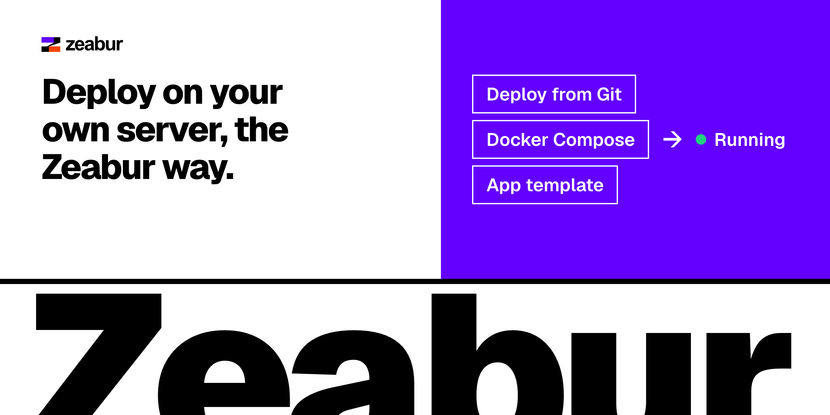 zeabur
Deploy on your
own server, the
Zeabur way.
Deploy from Git
Docker Compose → Running
App template
Zeabur